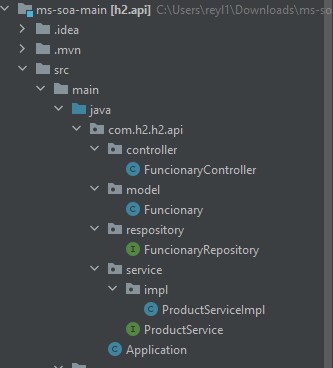 ms-soa-main [h2.api] C:\Users\reyl1\Downloads\ms-so
.idea
.mvn
src
main
java
com.h2.h2.api
controller
FuncionaryController
model
Funcionary
respository
FuncionaryRepository
service
impl
ProductServiceImpl
ProductService
Application